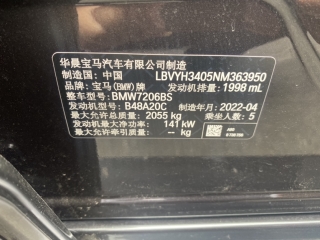 华晨宝马汽车有限公司制造
制造国：中国 LBVYH3405NM363950
品牌：宝马(BMW)牌 发动机排量：1998 mL
整车型号：BMW7206BS
发动机型号：B48A20C 制造年月：2022-04
最大允许总质量：2055 kg 乘坐人数：5
发动机最大净功率：141 kW
最大允许牵引质量：-- kg